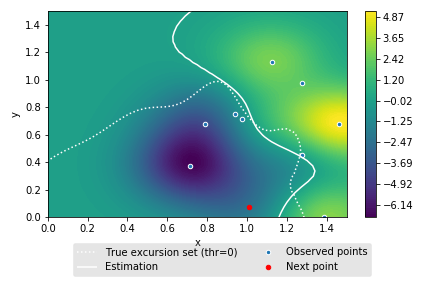 1.4
1.2
1.0
0.8
0.6
0.4
0.2
0.0
y
0.0 0.2 0.4 0.6 0.8 1.0 1.2 1.4
x
4.87
3.65
2.42
1.20
−0.02
−1.25
−2.47
−3.69
−4.92
−6.14
True excursion set (thr=0)
Estimation
Observed points
Next point